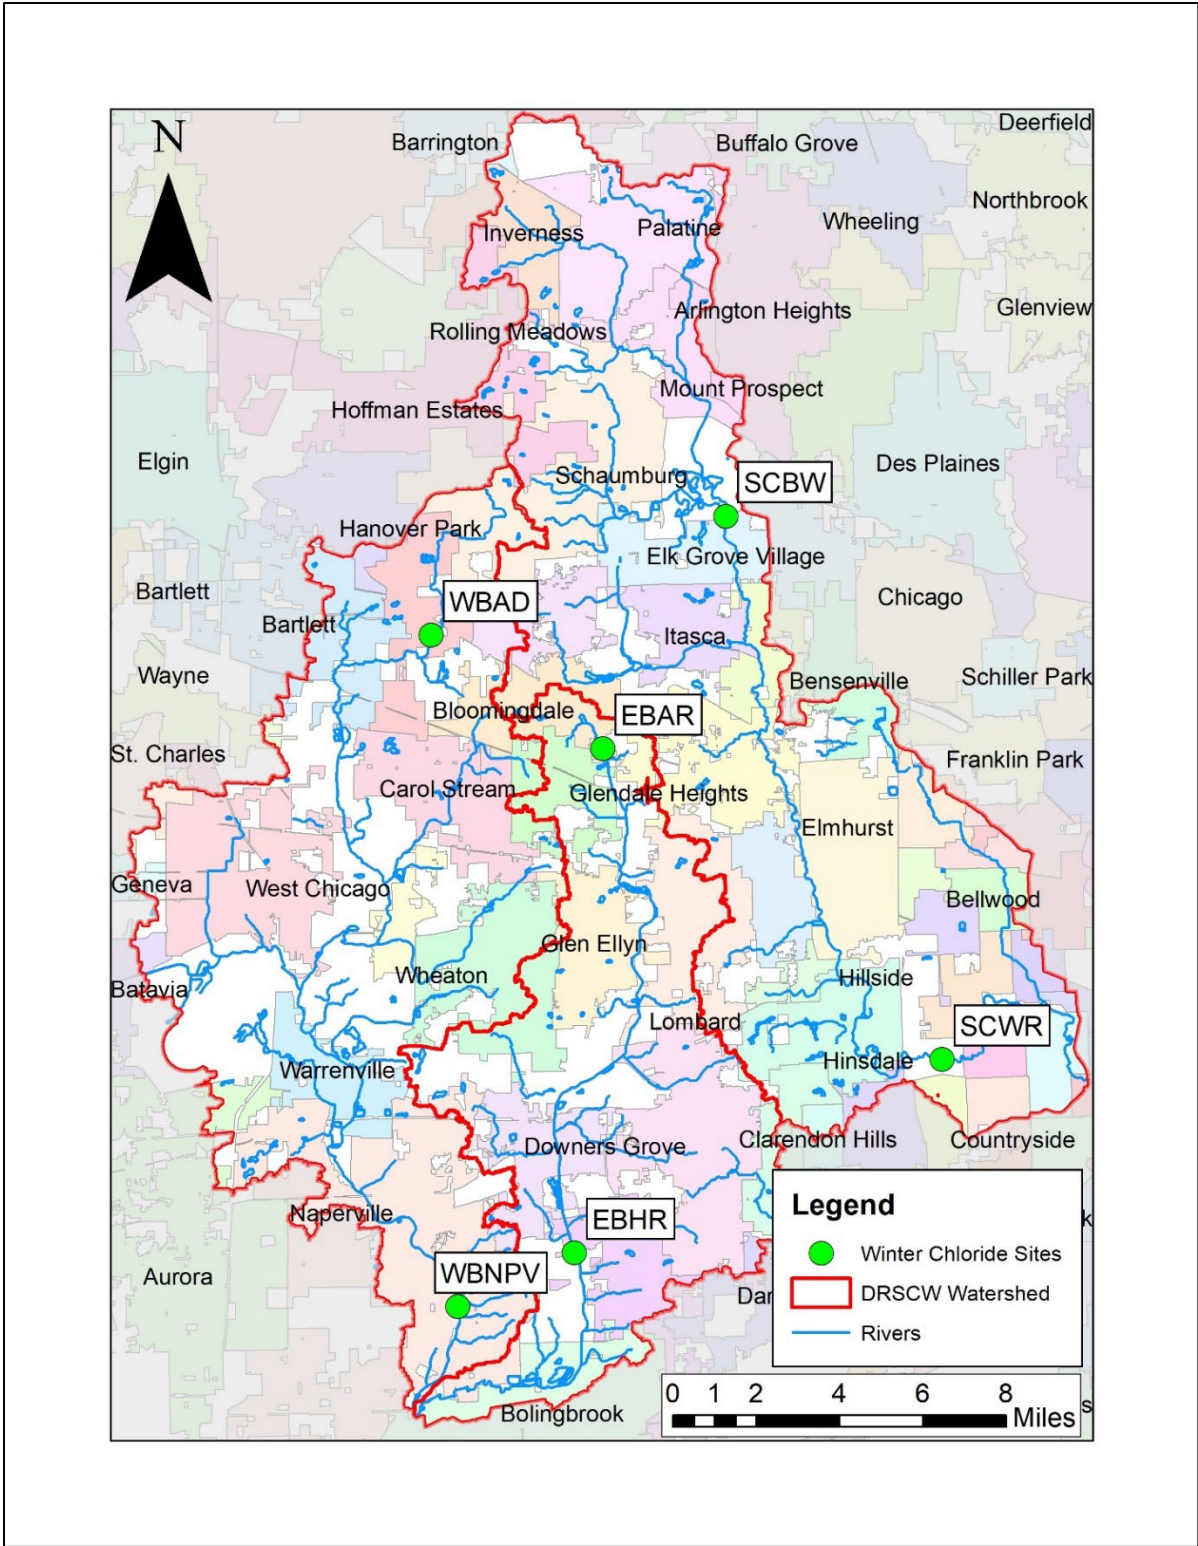 Deerfield
N
Barrington
Buffalo Grove
Northbrook
Wheeling
Palatine
Inverness
Glenview
Arlington Heights
Rolling Meadows
Mount Prospect
Hoffman Estates
Elgin
Des Plaines
Schaumburg
SCBW
Hanover Park
Elk Grove Village
Bartlett
Chicago
WBAD
Bartlett
Itasca
Wayne
Schiller Park
Bensenville
Bloomingdale
EBAR
St. Charles
Franklin Park
Carol Stream
Glendale Heights
Elmhurst
Geneva
West Chicago
Bellwood
Glen Ellyn
Wheaton
Hillside
Batavia
Lombard
SCWR
Warrenville
Hinsdale
Downers Grove
Clarendon Hills
Countryside
Naperville
EBHR
Legend
k
Winter Chloride Sites
Aurora
WBNPV
Dar
DRSCW Watershed
Rivers
0 1 2 4 6 8
Miles
s
Bolingbrook